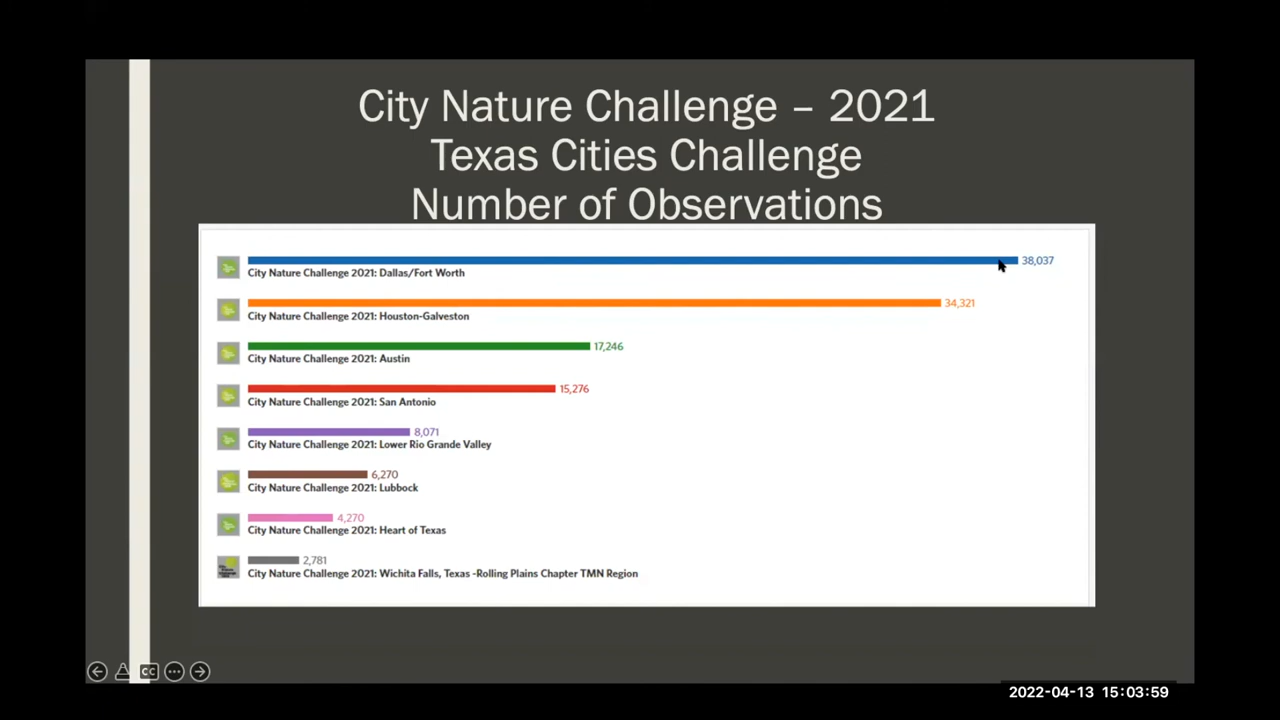 City Nature Challenge – 2021
Texas Cities Challenge
Number of Observations
38,037
City Nature Challenge 2021: Dallas/Fort Worth
34,321
City Nature Challenge 2021: Houston-Galveston
17,246
City Nature Challenge 2021: Austin
15,276
City Nature Challenge 2021: San Antonio
8,071
City Nature Challenge 2021: Lower Rio Grande Valley
6,270
City Nature Challenge 2021: Lubbock
4,270
City Nature Challenge 2021: Heart of Texas
2,781
City Nature Challenge 2021: Wichita Falls, Texas -Rolling Plains Chapter TMN Region
CC
2022-04-13 15:03:59